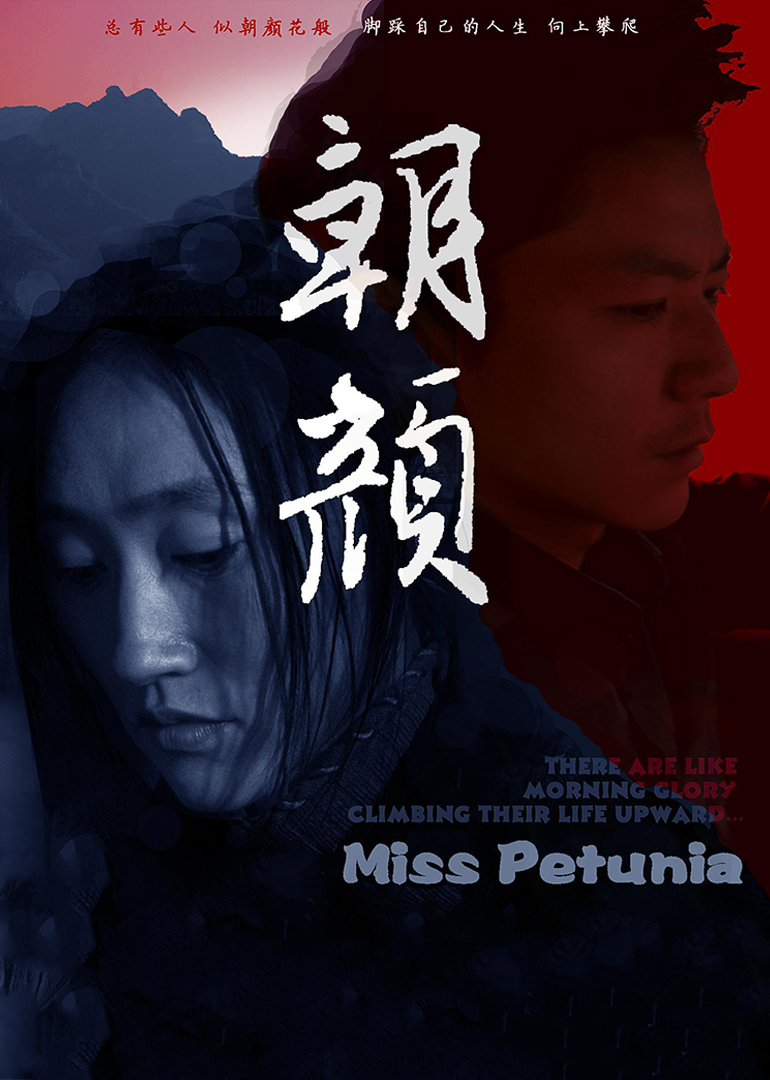 总有些人 似朝颜花般 脚踩自己的人生 向上攀爬
朝
颜
THERE ARE LIKE
MORNING GLORY
CLIMBING THEIR LIFE UPWARD...
Miss Petunia